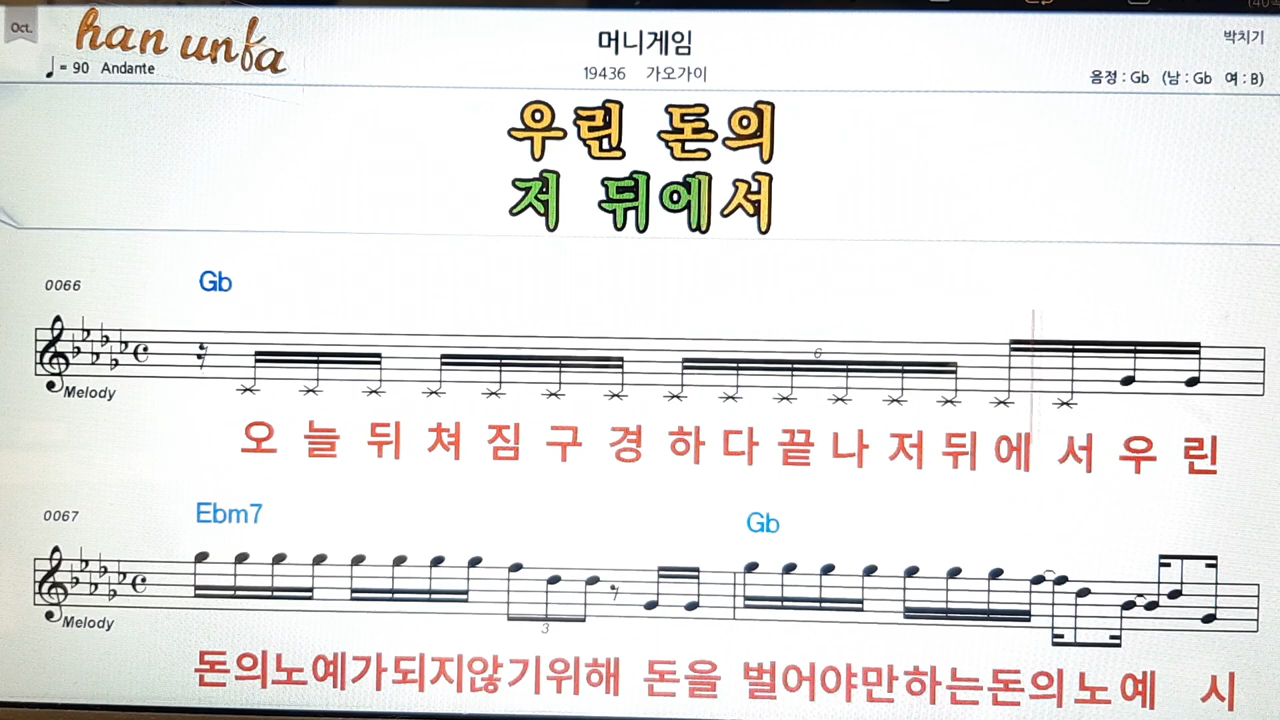 Oct.
han unfa
♩= 90 Andante
머니게임
19436 가오가이
박치기
음정 : Gb (남 : Gb 여 : B)
우린 돈의
저 뒤에서
0066
Gb
6
Melody
오 늘 뒤 쳐 짐 구 경 하 다 끝 나 저 뒤 에 서 우 린
0067
Ebm7 Gb
Melody
3
돈의노예가되지않기위해 돈을 벌어야만하는돈의노예 시